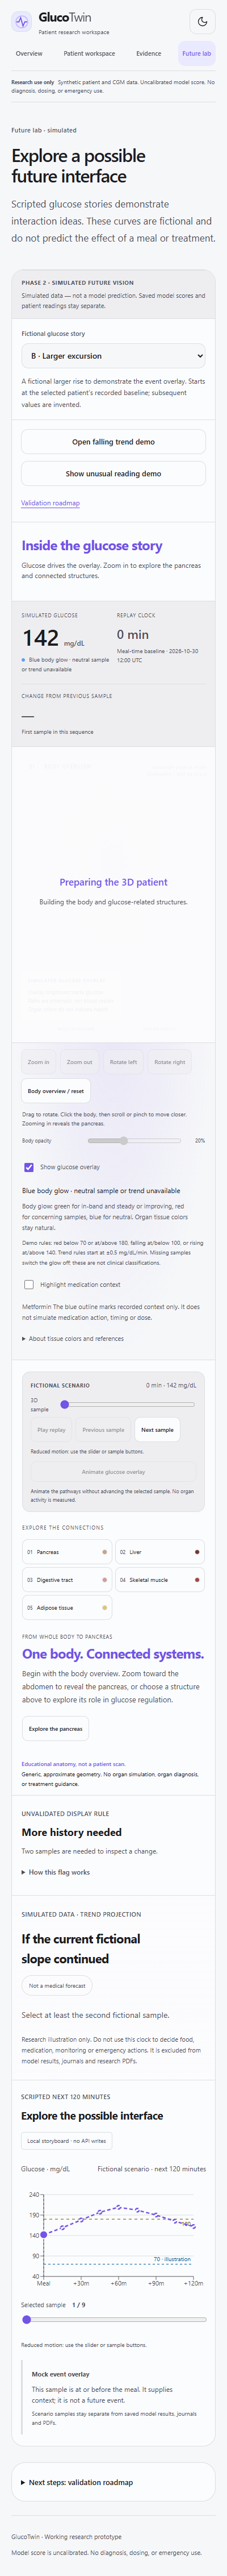 GlucoTwin
Patient research workspace
Overview Patient workspace Evidence Future lab
Research use only Synthetic patient and CGM data. Uncalibrated model score. No
diagnosis, dosing, or emergency use.
Future lab · simulated
Explore a possible
future interface
Scripted glucose stories demonstrate
interaction ideas. These curves are fictional and
do not predict the effect of a meal or treatment.
PHASE 2 · SIMULATED FUTURE VISION
Simulated data — not a model prediction. Saved model scores and
patient readings stay separate.
Fictional glucose story
B · Larger excursion
A fictional larger rise to demonstrate the event overlay. Starts
at the selected patient's recorded baseline; subsequent
values are invented.
Open falling trend demo
Show unusual reading demo
Validation roadmap
Inside the glucose story
Glucose drives the overlay. Zoom in to explore the pancreas
and connected structures.
SIMULATED GLUCOSE
142 mg/dL
Blue body glow · neutral sample
or trend unavailable
REPLAY CLOCK
0 min
Meal-time baseline · 2026-10-30
12:00 UTC
CHANGE FROM PREVIOUS SAMPLE
—
First sample in this sequence
Preparing the 3D patient
Building the body and glucose-related structures.
Zoom in Zoom out Rotate left Rotate right
Body overview / reset
Drag to rotate. Click the body, then scroll or pinch to move closer.
Zooming in reveals the pancreas.
Body opacity 20%
Show glucose overlay
Blue body glow · neutral sample or trend unavailable
Body glow: green for in-band and steady or improving, red
for concerning samples, blue for neutral. Organ tissue colors
stay natural.
Demo rules: red below 70 or at/above 180, falling at/below 100, or rising
at/above 140. Trend rules start at ±0.5 mg/dL/min. Missing samples
switch the glow off; these are not clinical classifications.
Highlight medication context
Metformin The blue outline marks recorded context only. It does
not simulate medication action, timing or dose.
About tissue colors and references
FICTIONAL SCENARIO 0 min · 142 mg/dL
3D
sample
Play replay Previous sample Next sample
Reduced motion: use the slider or sample buttons.
Animate glucose overlay
Animate the pathways without advancing the selected sample. No organ
activity is measured.
EXPLORE THE CONNECTIONS
01 Pancreas 02 Liver
03 Digestive tract 04 Skeletal muscle
05 Adipose tissue
FROM WHOLE BODY TO PANCREAS
One body. Connected systems.
Begin with the body overview. Zoom toward the
abdomen to reveal the pancreas, or choose a structure
above to explore its role in glucose regulation.
Explore the pancreas
Educational anatomy, not a patient scan.
Generic, approximate geometry. No organ simulation, organ diagnosis,
or treatment guidance.
UNVALIDATED DISPLAY RULE
More history needed
Two samples are needed to inspect a change.
How this flag works
SIMULATED DATA · TREND PROJECTION
If the current fictional
slope continued
Not a medical forecast
Select at least the second fictional sample.
Research illustration only. Do not use this clock to decide food,
medication, monitoring or emergency actions. It is excluded from
model results, journals and research PDFs.
SCRIPTED NEXT 120 MINUTES
Explore the possible interface
Local storyboard · no API writes
Glucose · mg/dL Fictional scenario · next 120 minutes
240
190
140
90
40
70 · illustration
Meal +30m +60m +90m +120m
Selected sample 1 / 9
Reduced motion: use the slider or sample buttons.
Mock event overlay
This sample is at or before the meal. It supplies
context; it is not a future event.
Scenario samples stay separate from saved model results, journals
and PDFs.
Next steps: validation roadmap
GlucoTwin · Working research prototype
Model score is uncalibrated. No diagnosis, dosing, or emergency use.